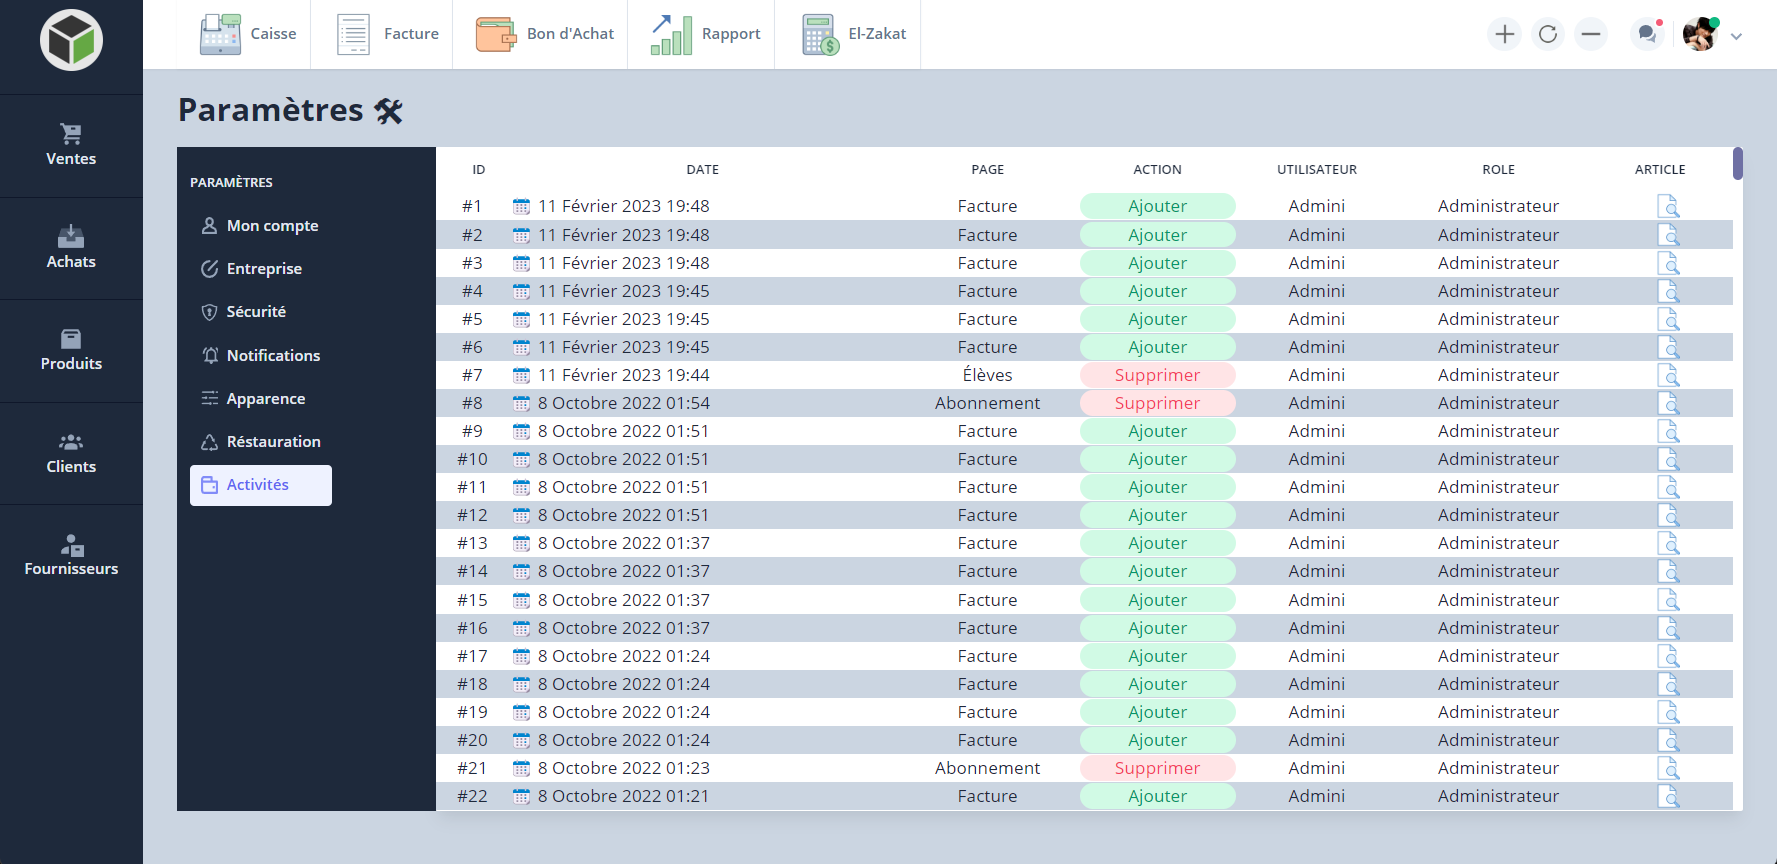 Caisse Facture Bon d'Achat Rapport El-Zakat
Paramètres
Ventes
Achats
Produits
Clients
Fournisseurs
PARAMÈTRES
Mon compte
Entreprise
Sécurité
Notifications
Apparence
Réstauration
Activités
ID DATE PAGE ACTION UTILISATEUR ROLE ARTICLE
#1 11 Février 2023 19:48 Facture Ajouter Admini Administrateur
#2 11 Février 2023 19:48 Facture Ajouter Admini Administrateur
#3 11 Février 2023 19:48 Facture Ajouter Admini Administrateur
#4 11 Février 2023 19:45 Facture Ajouter Admini Administrateur
#5 11 Février 2023 19:45 Facture Ajouter Admini Administrateur
#6 11 Février 2023 19:45 Facture Ajouter Admini Administrateur
#7 11 Février 2023 19:44 Élèves Supprimer Admini Administrateur
#8 8 Octobre 2022 01:54 Abonnement Supprimer Admini Administrateur
#9 8 Octobre 2022 01:51 Facture Ajouter Admini Administrateur
#10 8 Octobre 2022 01:51 Facture Ajouter Admini Administrateur
#11 8 Octobre 2022 01:51 Facture Ajouter Admini Administrateur
#12 8 Octobre 2022 01:51 Facture Ajouter Admini Administrateur
#13 8 Octobre 2022 01:37 Facture Ajouter Admini Administrateur
#14 8 Octobre 2022 01:37 Facture Ajouter Admini Administrateur
#15 8 Octobre 2022 01:37 Facture Ajouter Admini Administrateur
#16 8 Octobre 2022 01:37 Facture Ajouter Admini Administrateur
#17 8 Octobre 2022 01:24 Facture Ajouter Admini Administrateur
#18 8 Octobre 2022 01:24 Facture Ajouter Admini Administrateur
#19 8 Octobre 2022 01:24 Facture Ajouter Admini Administrateur
#20 8 Octobre 2022 01:24 Facture Ajouter Admini Administrateur
#21 8 Octobre 2022 01:23 Abonnement Supprimer Admini Administrateur
#22 8 Octobre 2022 01:21 Facture Ajouter Admini Administrateur